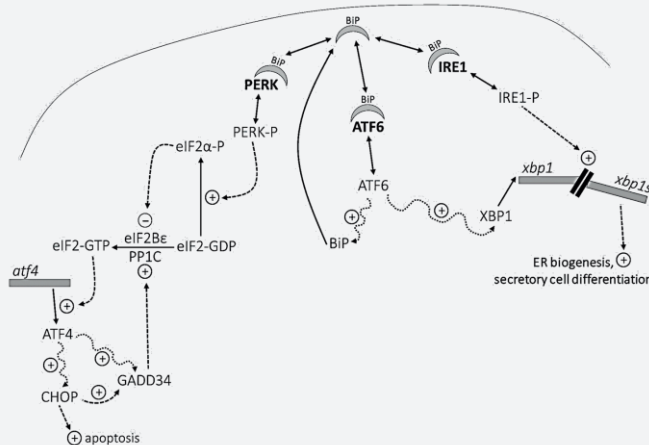 BiP
BiP
PERK
BiP
IRE1
BiP
ATF6
PERK-P
IRE1-P
eIF2α-P
+
xbp1
xbp1s
ATF6
+
+
+
XBP1
−
eIF2-GTP
eIF2Bε
eIF2-GDP
PP1C
BiP
+
ER biogenesis, +
secretory cell differentiation
atf4
+
ATF4
+
+
GADD34
CHOP
+
+ apoptosis